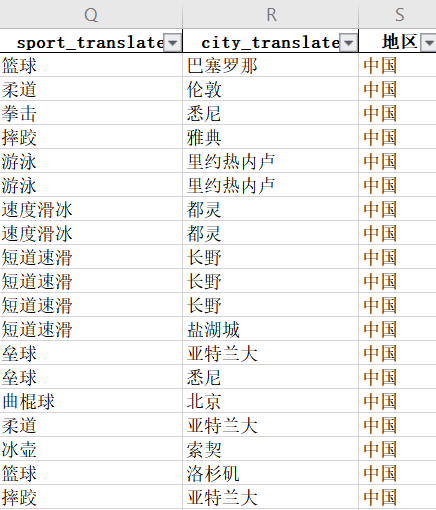 Q R S
sport_translate city_translate 地区
篮球 巴塞罗那 中国
柔道 伦敦 中国
拳击 悉尼 中国
摔跤 雅典 中国
游泳 里约热内卢 中国
游泳 里约热内卢 中国
速度滑冰 都灵 中国
速度滑冰 都灵 中国
短道速滑 长野 中国
短道速滑 长野 中国
短道速滑 长野 中国
短道速滑 盐湖城 中国
垒球 亚特兰大 中国
垒球 悉尼 中国
曲棍球 北京 中国
柔道 亚特兰大 中国
冰壶 索契 中国
篮球 洛杉矶 中国
摔跤 亚特兰大 中国